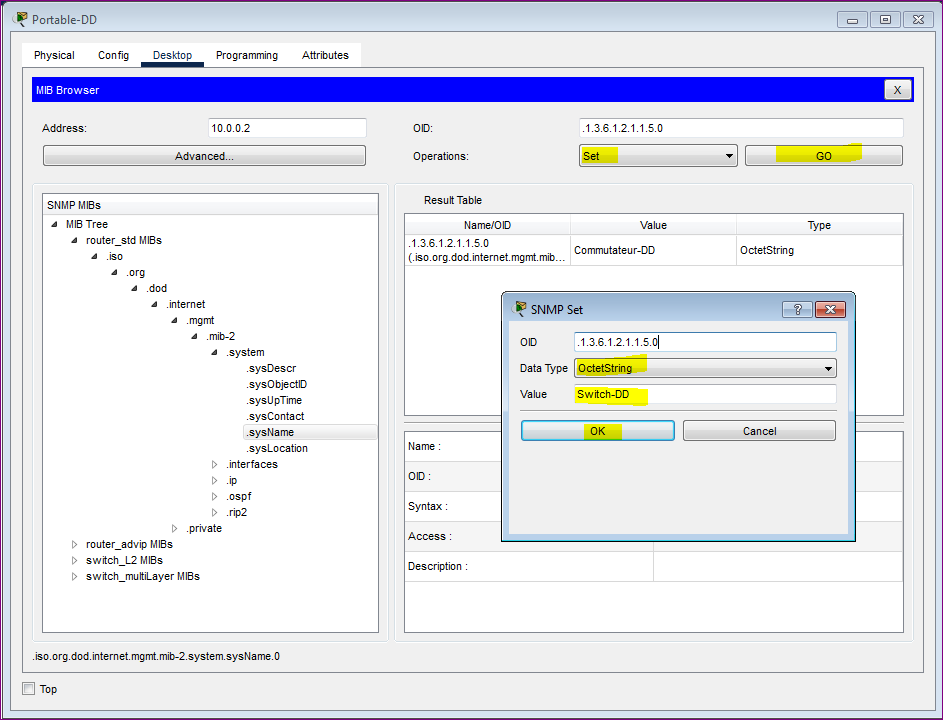 Portable-DD
Physical Config Desktop Programming Attributes
MIB Browser X
Address: 10.0.0.2 OID: .1.3.6.1.2.1.1.5.0
Advanced... Operations: Set GO
SNMP MIBs
MIB Tree
router_std MIBs
.iso
.org
.dod
.internet
.mgmt
.mib-2
.system
.sysDescr
.sysObjectID
.sysUpTime
.sysContact
.sysName
.sysLocation
.interfaces
.ip
.ospf
.rip2
.private
router_advip MIBs
switch_L2 MIBs
switch_multiLayer MIBs
Result Table
Name/OID Value Type
.1.3.6.1.2.1.1.5.0
(.iso.org.dod.internet.mgmt.mib... Commutateur-DD OctetString
SNMP Set ?
OID .1.3.6.1.2.1.1.5.0
Data Type OctetString
Value Switch-DD
OK Cancel
Name :
OID :
Syntax :
Access :
Description :
.iso.org.dod.internet.mgmt.mib-2.system.sysName.0
Top